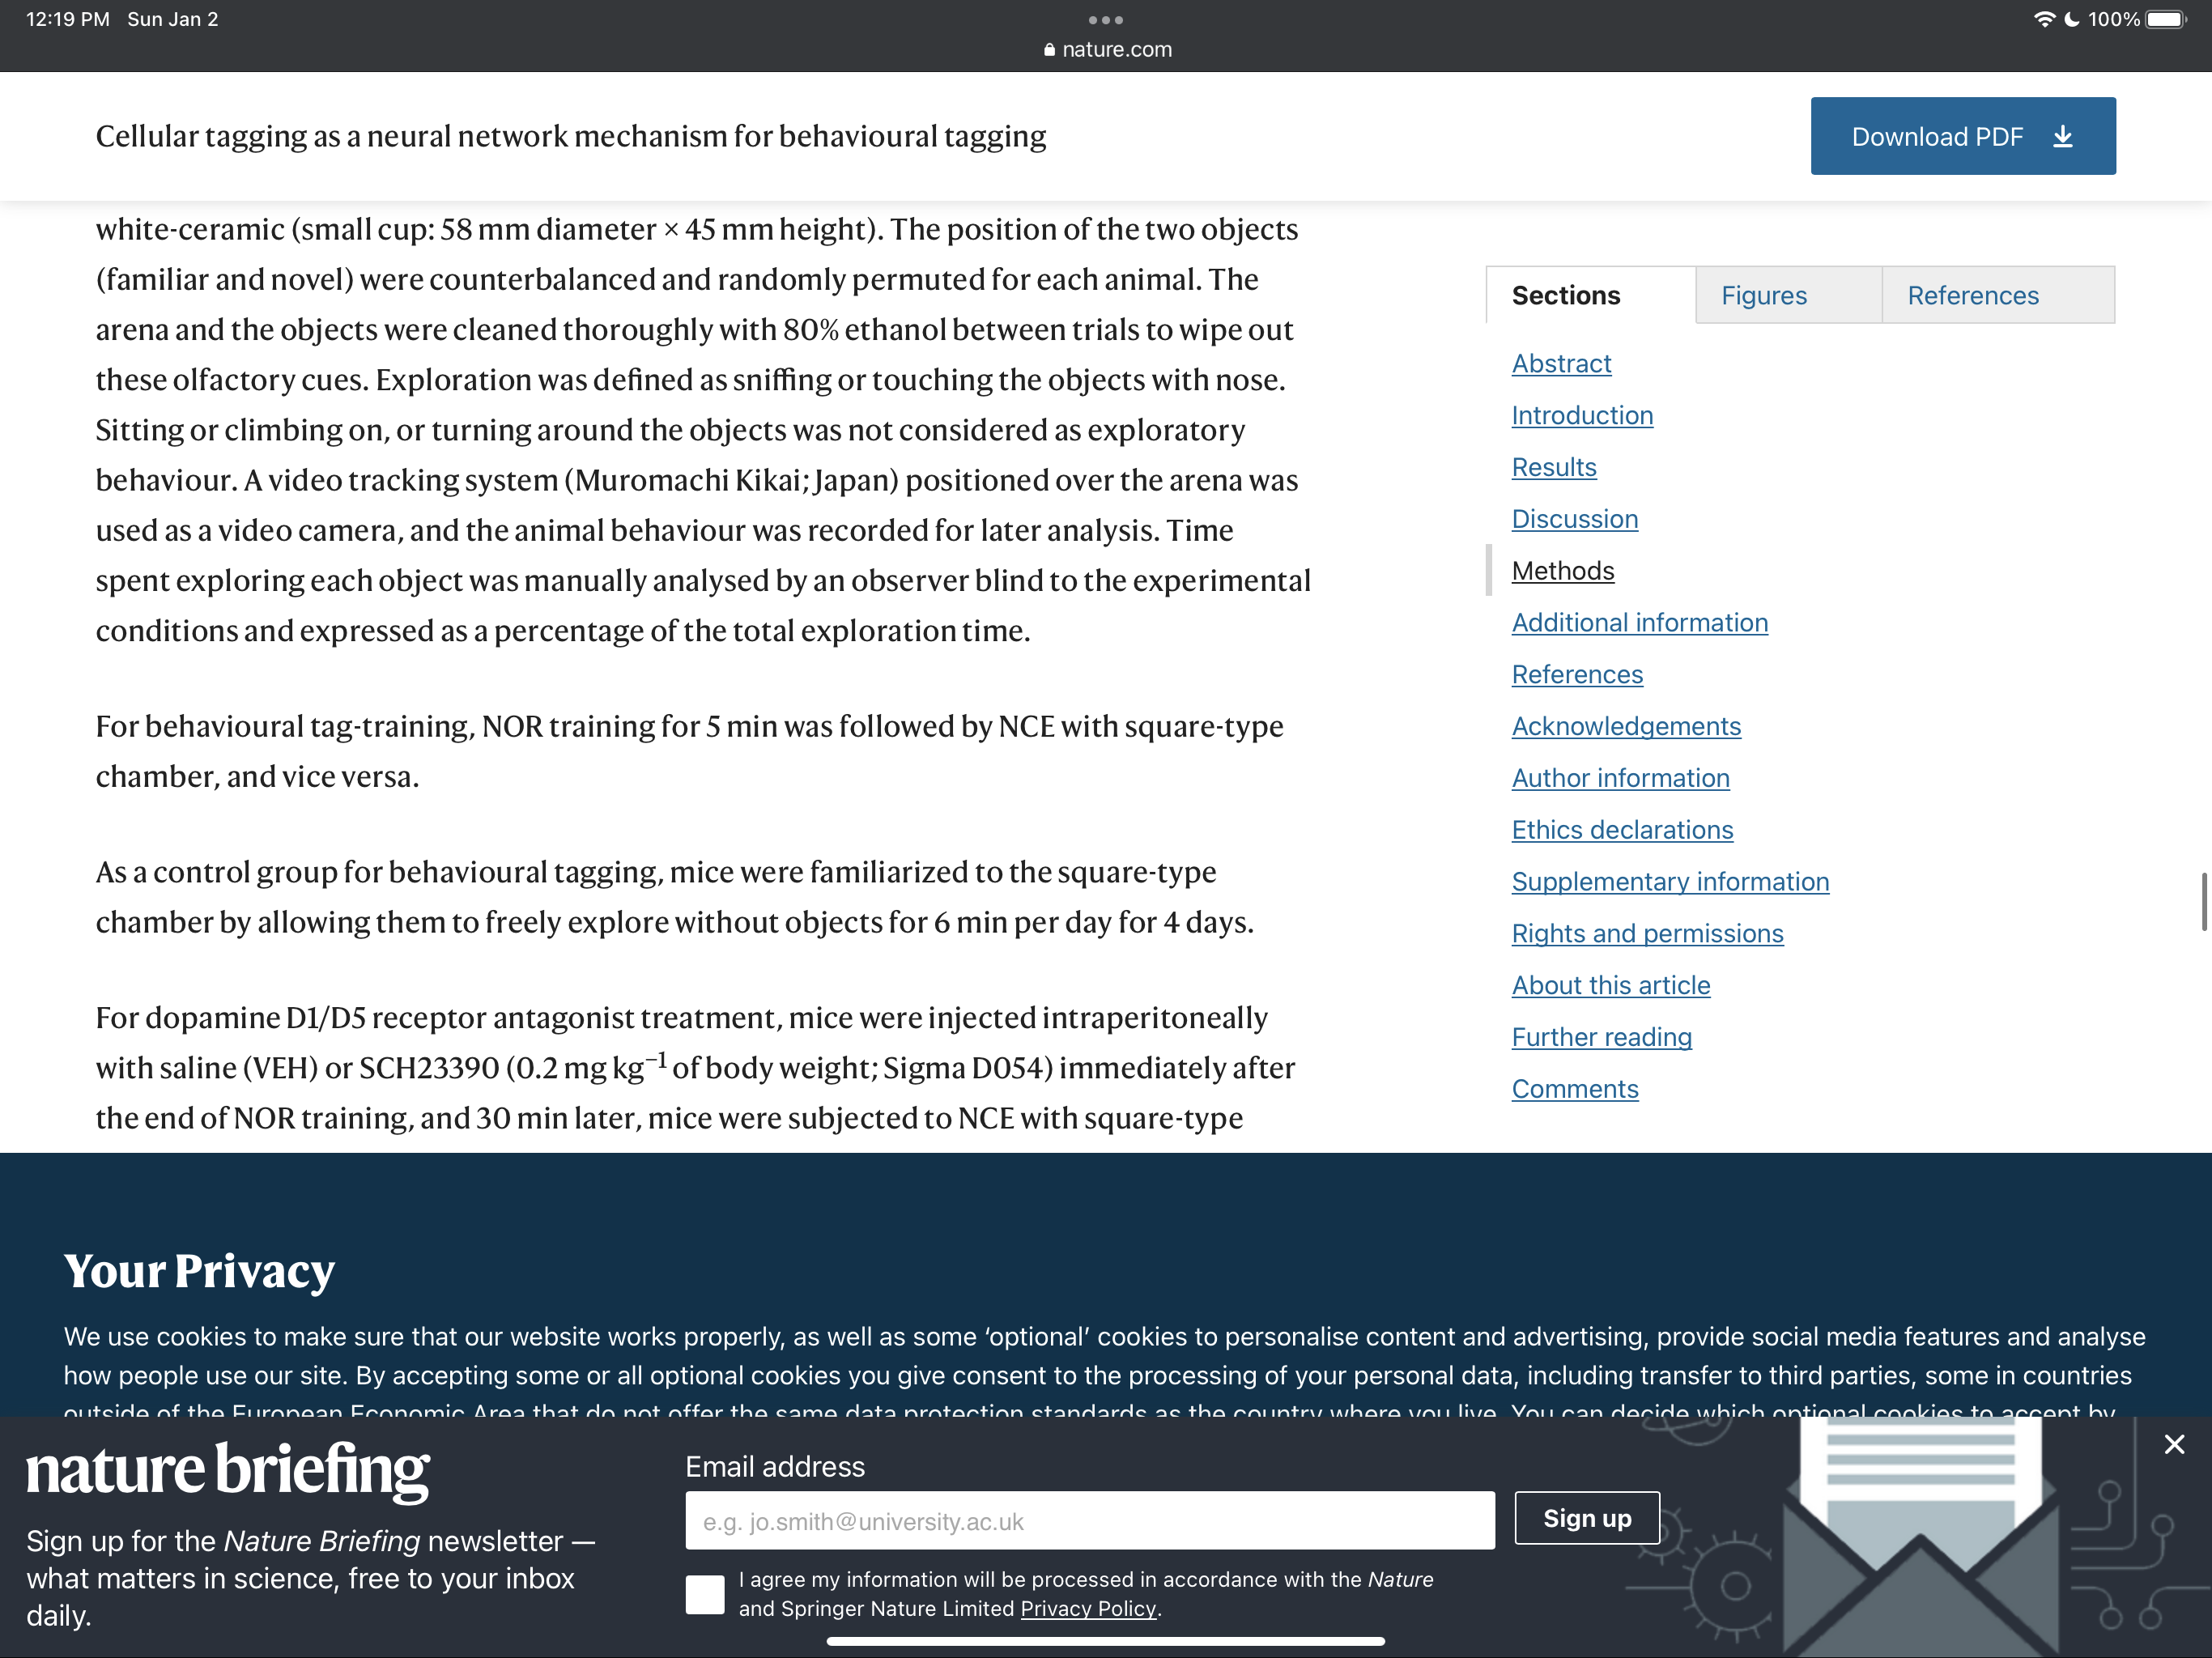 12:19 PM Sun Jan 2
100%
nature.com
Cellular tagging as a neural network mechanism for behavioural tagging
Download PDF
white-ceramic (small cup: 58 mm diameter × 45 mm height). The position of the two objects
(familiar and novel) were counterbalanced and randomly permuted for each animal. The
arena and the objects were cleaned thoroughly with 80% ethanol between trials to wipe out
these olfactory cues. Exploration was defined as sniffing or touching the objects with nose.
Sitting or climbing on, or turning around the objects was not considered as exploratory
behaviour. A video tracking system (Muromachi Kikai; Japan) positioned over the arena was
used as a video camera, and the animal behaviour was recorded for later analysis. Time
spent exploring each object was manually analysed by an observer blind to the experimental
conditions and expressed as a percentage of the total exploration time.
For behavioural tag-training, NOR training for 5 min was followed by NCE with square-type
chamber, and vice versa.
As a control group for behavioural tagging, mice were familiarized to the square-type
chamber by allowing them to freely explore without objects for 6 min per day for 4 days.
For dopamine D1/D5 receptor antagonist treatment, mice were injected intraperitoneally
with saline (VEH) or SCH23390 (0.2 mg kg⁻¹ of body weight; Sigma D054) immediately after
the end of NOR training, and 30 min later, mice were subjected to NCE with square-type
Sections
Figures
References
Abstract
Introduction
Results
Discussion
Methods
Additional information
References
Acknowledgements
Author information
Ethics declarations
Supplementary information
Rights and permissions
About this article
Further reading
Comments
Your Privacy
We use cookies to make sure that our website works properly, as well as some ‘optional’ cookies to personalise content and advertising, provide social media features and analyse
how people use our site. By accepting some or all optional cookies you give consent to the processing of your personal data, including transfer to third parties, some in countries
outside of the European Economic Area that do not offer the same data protection standards as the country where you live. You can decide which optional cookies to accept by
nature briefing
Sign up for the Nature Briefing newsletter —
what matters in science, free to your inbox
daily.
Email address
e.g. jo.smith@university.ac.uk
Sign up
I agree my information will be processed in accordance with the Nature
and Springer Nature Limited Privacy Policy.